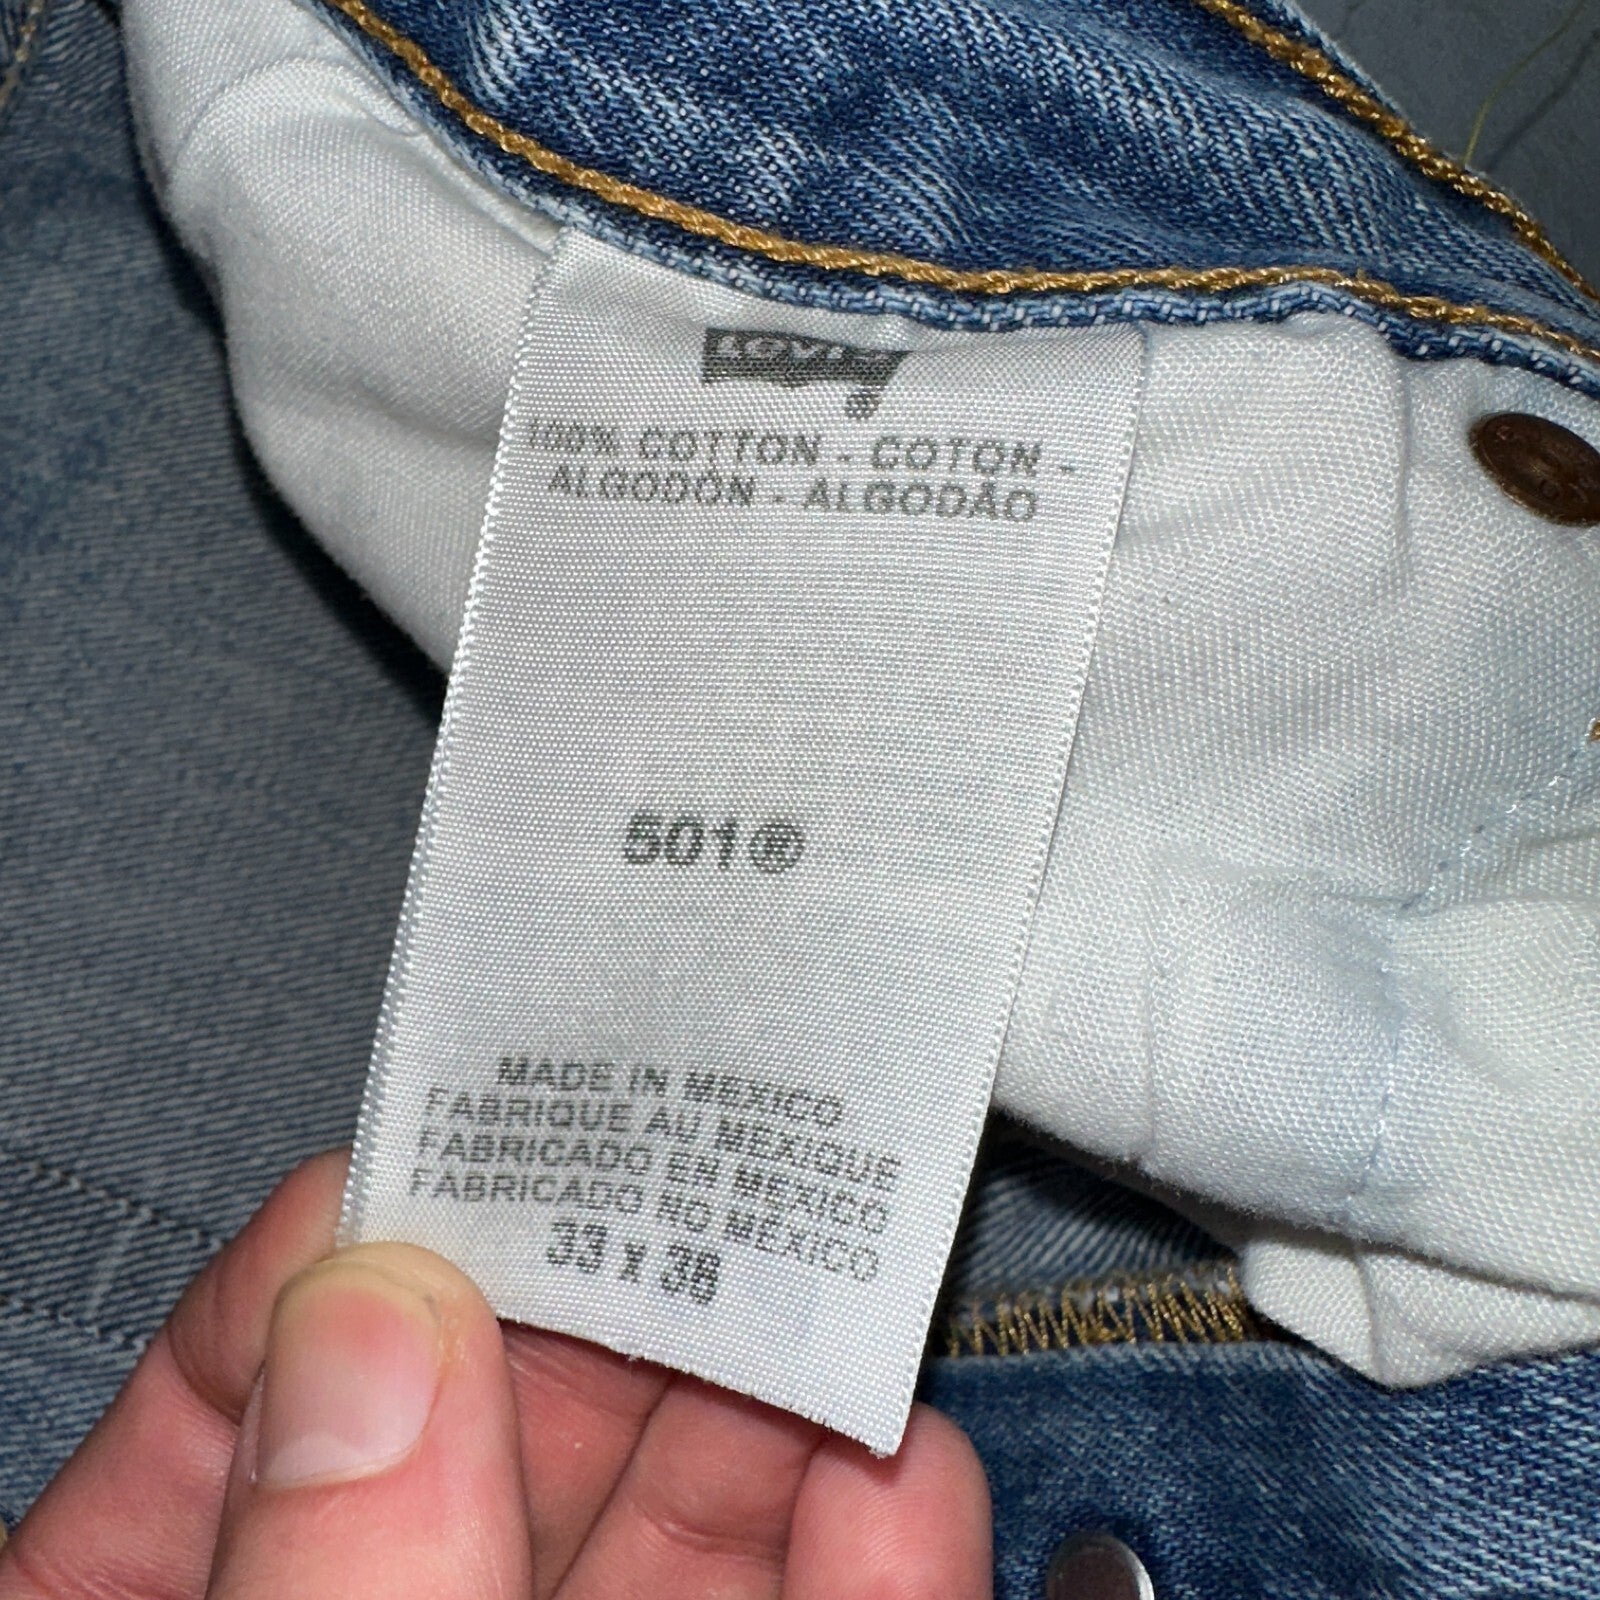 LEVI'S
®
100% COTTON - COTON -
ALGODÓN - ALGODÃO
501®
MADE IN MEXICO
FABRIQUE AU MEXIQUE
FABRICADO EN MEXICO
FABRICADO NO MÉXICO
33 X 38